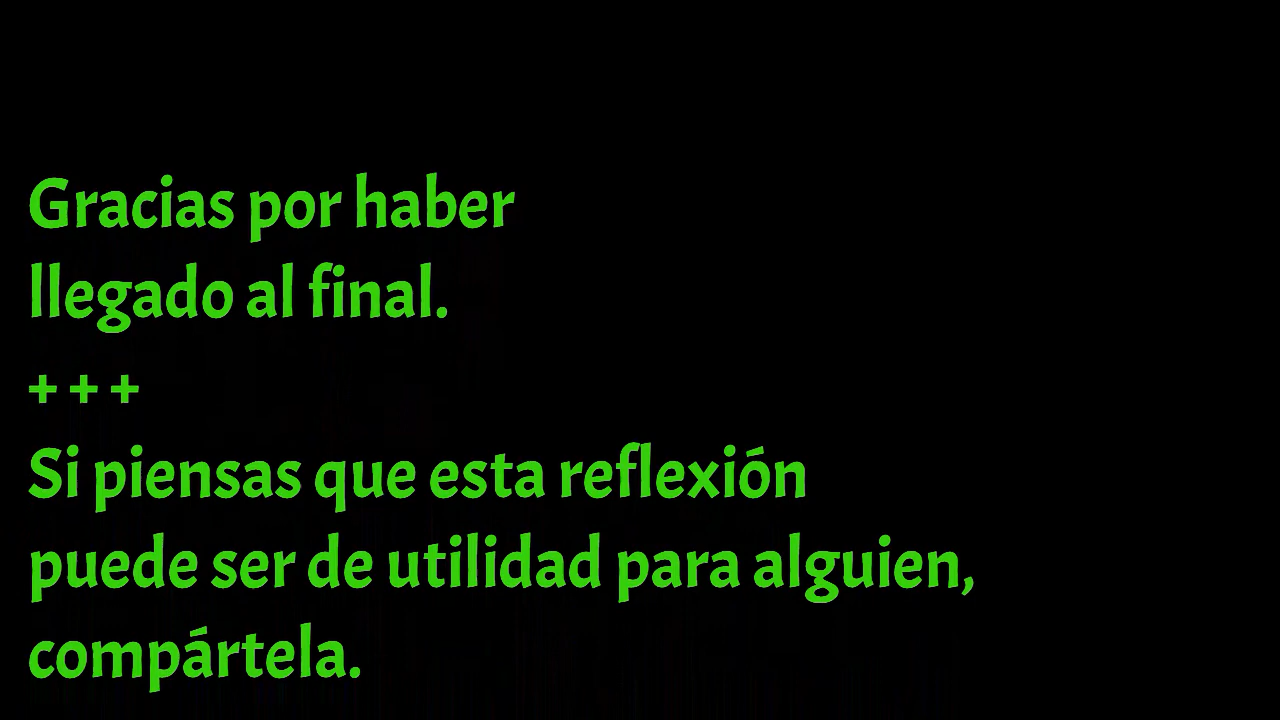 Gracias por haber
llegado al final.
+ + +
Si piensas que esta reflexión
puede ser de utilidad para alguien,
compártela.